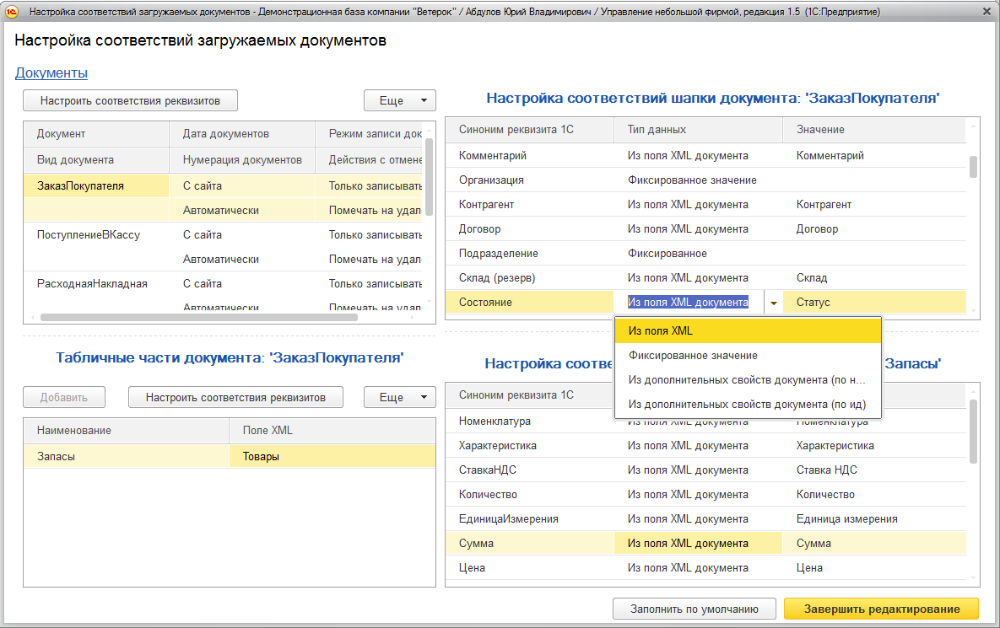 Настройка соответствий загружаемых документов - Демонстрационная база компании "Ветерок" / Абдулов Юрий Владимирович / Управление небольшой фирмой, редакция 1.5 (1С:Предприятие)
Настройка соответствий загружаемых документов
Документы
Настроить соответствия реквизитов Еще
Документ Дата документов Режим записи док
Вид документа Нумерация документов Действия с отмене
ЗаказПокупателя С сайта Только записывать
Автоматически Помечать на удал
ПоступлениеВКассу С сайта Только записывать
Автоматически Помечать на удал
РасходнаяНакладная С сайта Только записывать
Автоматически Помечать на удал
Настройка соответствий шапки документа: 'ЗаказПокупателя'
Синоним реквизита 1С Тип данных Значение
Комментарий Из поля XML документа Комментарий
Организация Фиксированное значение
Контрагент Из поля XML документа Контрагент
Договор Из поля XML документа Договор
Подразделение Фиксированное
Склад (резерв) Из поля XML документа Склад
Состояние Из поля XML документа Статус
Из поля XML
Фиксированное значение
Из дополнительных свойств документа (по н...
Из дополнительных свойств документа (по ид)
Табличные части документа: 'ЗаказПокупателя'
Добавить Настроить соответствия реквизитов Еще
Наименование Поле XML
Запасы Товары
Настройка соотве Запасы'
Синоним реквизита 1С
Номенклатура Из поля XML документа Номенклатура
Характеристика Из поля XML документа Характеристика
СтавкаНДС Из поля XML документа Ставка НДС
Количество Из поля XML документа Количество
ЕдиницаИзмерения Из поля XML документа Единица измерения
Сумма Из поля XML документа Сумма
Цена Из поля XML документа Цена
Заполнить по умолчанию Завершить редактирование